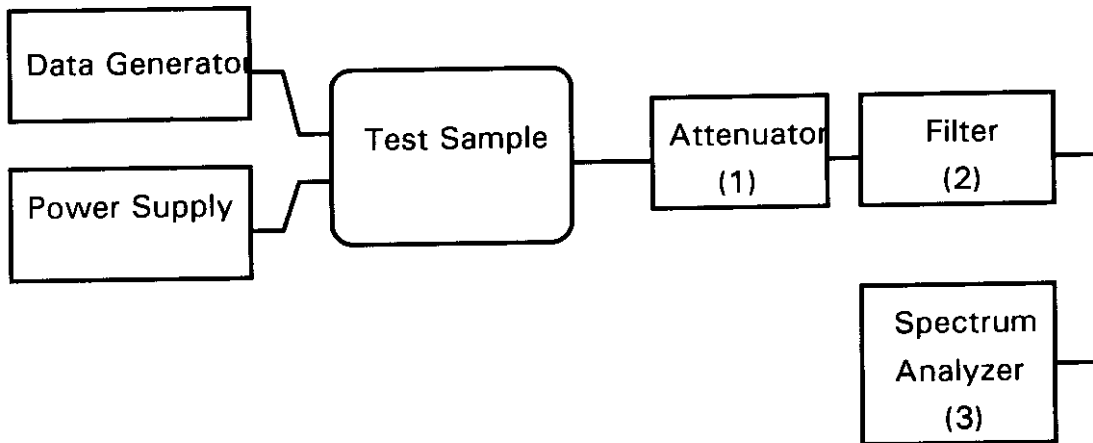 Data Generator
Power Supply
Test Sample
Attenuator
(1)
Filter
(2)
Spectrum
Analyzer
(3)